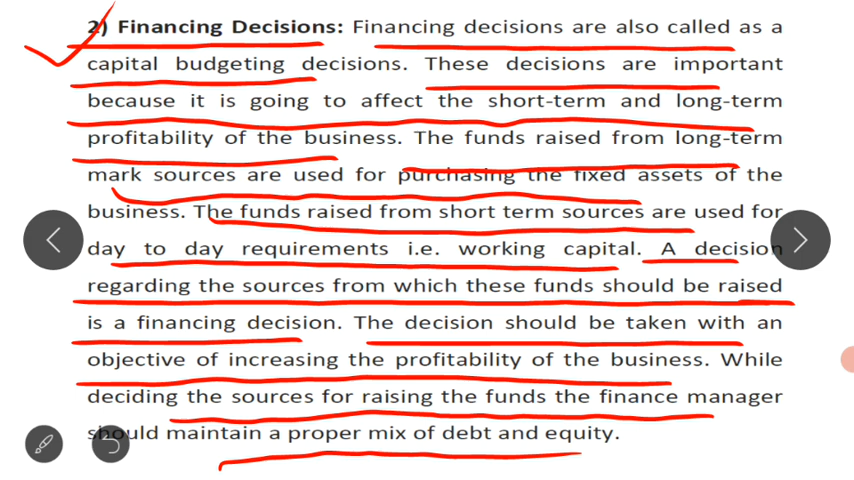 2) Financing Decisions: Financing decisions are also called as a
capital budgeting decisions. These decisions are important
because it is going to affect the short-term and long-term
profitability of the business. The funds raised from long-term
mark sources are used for purchasing the fixed assets of the
business. The funds raised from short term sources are used for
day to day requirements i.e. working capital. A decision
regarding the sources from which these funds should be raised
is a financing decision. The decision should be taken with an
objective of increasing the profitability of the business. While
deciding the sources for raising the funds the finance manager
should maintain a proper mix of debt and equity.